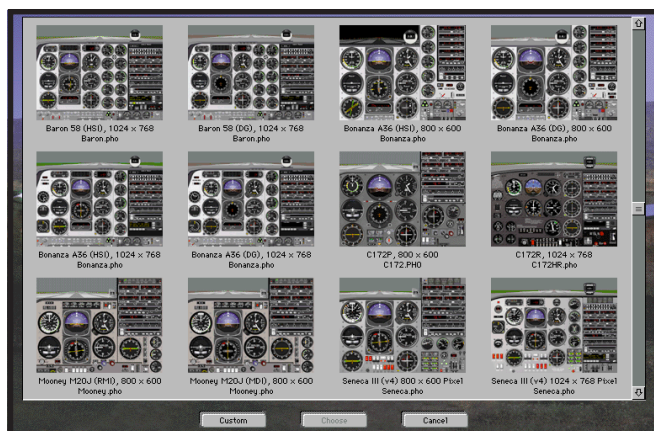 Baron 58 (HSI), 1024 × 768
Baron.pho
Baron 58 (DG), 1024 × 768
Baron.pho
Bonanza A36 (HSI), 800 × 600
Bonanza.pho
Bonanza A36 (DG), 800 × 600
Bonanza.pho
Bonanza A36 (HSI), 1024 × 768
Bonanza.pho
Bonanza A36 (DG), 1024 × 768
Bonanza.pho
C172P, 800 × 600
C172.PHO
C172R, 1024 × 768
C172HR.pho
Mooney M20J (RMI), 800 × 600
Mooney.pho
Mooney M20J (MDI), 800 × 600
Mooney.pho
Seneca III (v4) 800 × 600 Pixel
Seneca.pho
Seneca III (v4) 1024 × 768 Pixel
Seneca.pho
Custom
Choose
Cancel